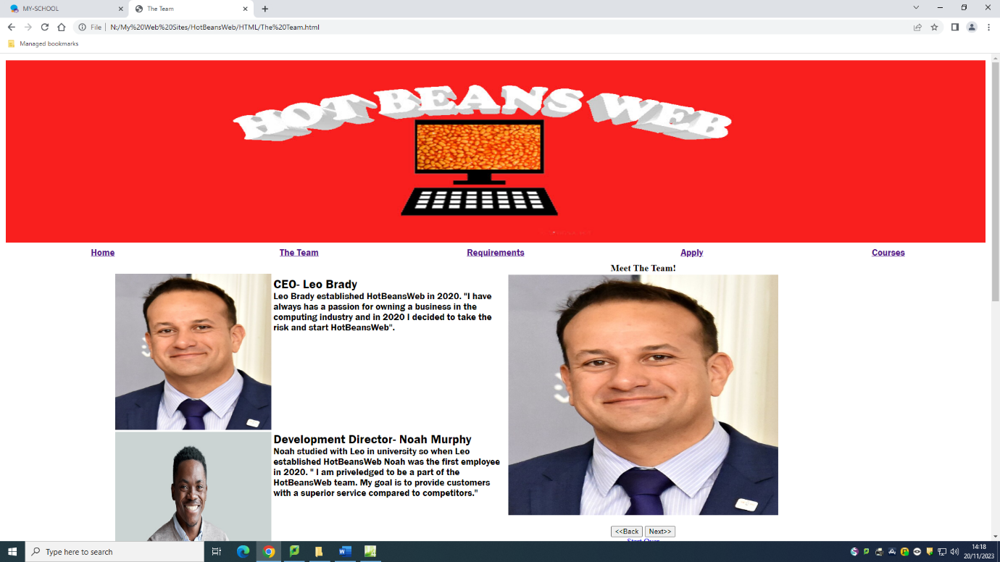 MY-SCHOOL
The Team
File | N:/My%20Web%20Sites/HotBeansWeb/HTML/The%20Team.html
Managed bookmarks
HOT BEANS WEB
Home The Team Requirements Apply Courses
Meet The Team!
CEO- Leo Brady
Leo Brady established HotBeansWeb in 2020. "I have
always has a passion for owning a business in the
computing industry and in 2020 I decided to take the
risk and start HotBeansWeb".
Development Director- Noah Murphy
Noah studied with Leo in university so when Leo
established HotBeansWeb Noah was the first employee
in 2020. " I am priveledged to be a part of the
HotBeansWeb team. My goal is to provide customers
with a superior service compared to competitors."
<<Back Next>>
Start Over
Type here to search
14:18
20/11/2023